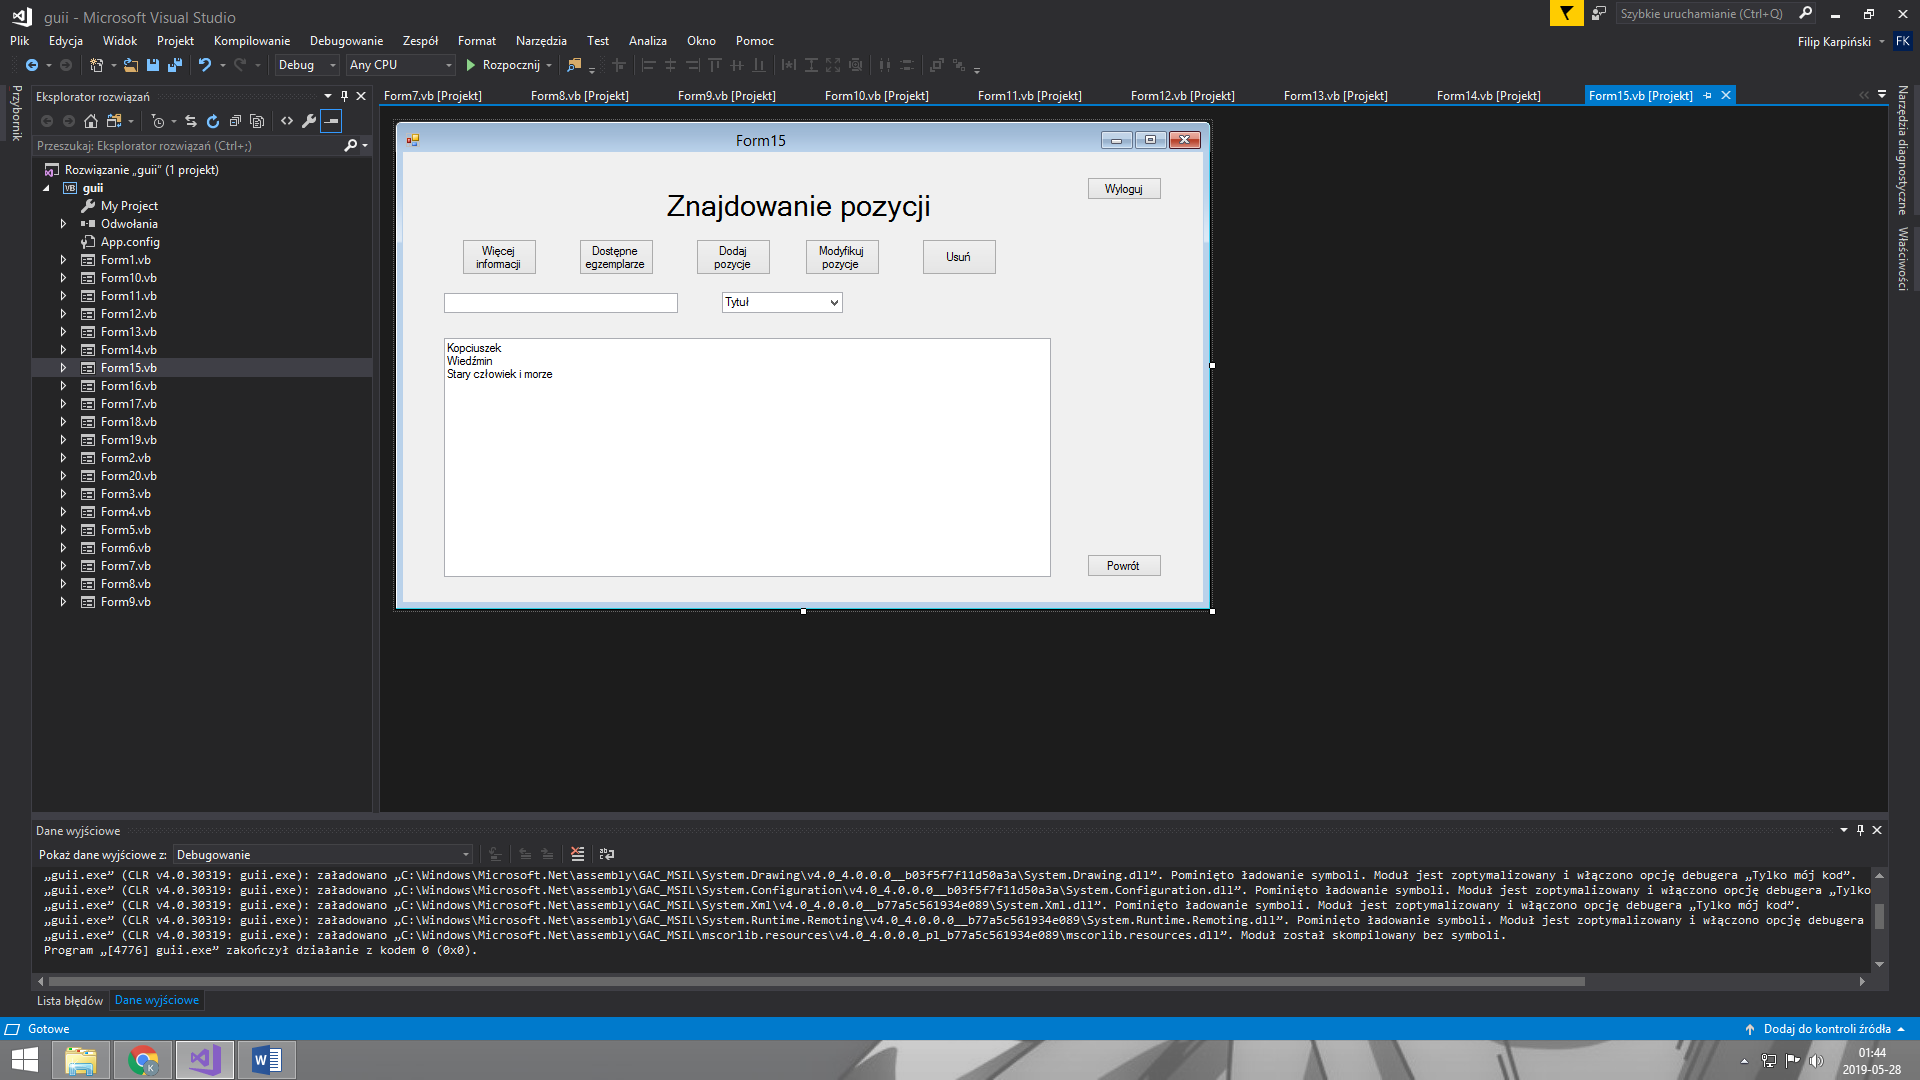 guii - Microsoft Visual Studio
Szybkie uruchamianie (Ctrl+Q)
Plik Edycja Widok Projekt Kompilowanie Debugowanie Zespół Format Narzędzia Test Analiza Okno Pomoc
Filip Karpiński FK
Debug Any CPU Rozpocznij
Przybornik
Eksplorator rozwiązań
Przeszukaj: Eksplorator rozwiązań (Ctrl+;)
Rozwiązanie „guii” (1 projekt)
VB guii
My Project
Odwołania
App.config
Form1.vb
Form10.vb
Form11.vb
Form12.vb
Form13.vb
Form14.vb
Form15.vb
Form16.vb
Form17.vb
Form18.vb
Form19.vb
Form2.vb
Form20.vb
Form3.vb
Form4.vb
Form5.vb
Form6.vb
Form7.vb
Form8.vb
Form9.vb
Form7.vb [Projekt] Form8.vb [Projekt] Form9.vb [Projekt] Form10.vb [Projekt] Form11.vb [Projekt] Form12.vb [Projekt] Form13.vb [Projekt] Form14.vb [Projekt] Form15.vb [Projekt]
Form15
Wyloguj
Znajdowanie pozycji
Więcej informacji
Dostępne egzemplarze
Dodaj pozycje
Modyfikuj pozycje
Usuń
Tytuł
Kopciuszek
Wiedźmin
Stary człowiek i morze
Powrót
Narzędzia diagnostyczne
Właściwości
Dane wyjściowe
Pokaż dane wyjściowe z: Debugowanie
„guii.exe” (CLR v4.0.30319: guii.exe): załadowano „C:\Windows\Microsoft.Net\assembly\GAC_MSIL\System.Drawing\v4.0_4.0.0.0__b03f5f7f11d50a3a\System.Drawing.dll”. Pominięto ładowanie symboli. Moduł jest zoptymalizowany i włączono opcję debugera „Tylko mój kod”.
„guii.exe” (CLR v4.0.30319: guii.exe): załadowano „C:\Windows\Microsoft.Net\assembly\GAC_MSIL\System.Configuration\v4.0_4.0.0.0__b03f5f7f11d50a3a\System.Configuration.dll”. Pominięto ładowanie symboli. Moduł jest zoptymalizowany i włączono opcję debugera „Tylko
„guii.exe” (CLR v4.0.30319: guii.exe): załadowano „C:\Windows\Microsoft.Net\assembly\GAC_MSIL\System.Xml\v4.0_4.0.0.0__b77a5c561934e089\System.Xml.dll”. Pominięto ładowanie symboli. Moduł jest zoptymalizowany i włączono opcję debugera „Tylko mój kod”.
„guii.exe” (CLR v4.0.30319: guii.exe): załadowano „C:\Windows\Microsoft.Net\assembly\GAC_MSIL\System.Runtime.Remoting\v4.0_4.0.0.0__b77a5c561934e089\System.Runtime.Remoting.dll”. Pominięto ładowanie symboli. Moduł jest zoptymalizowany i włączono opcję debugera
„guii.exe” (CLR v4.0.30319: guii.exe): załadowano „C:\Windows\Microsoft.Net\assembly\GAC_MSIL\mscorlib.resources\v4.0_4.0.0.0_pl_b77a5c561934e089\mscorlib.resources.dll”. Moduł został skompilowany bez symboli.
Program „[4776] guii.exe” zakończył działanie z kodem 0 (0x0).
Lista błędów Dane wyjściowe
Gotowe
Dodaj do kontroli źródła
01:44
2019-05-28